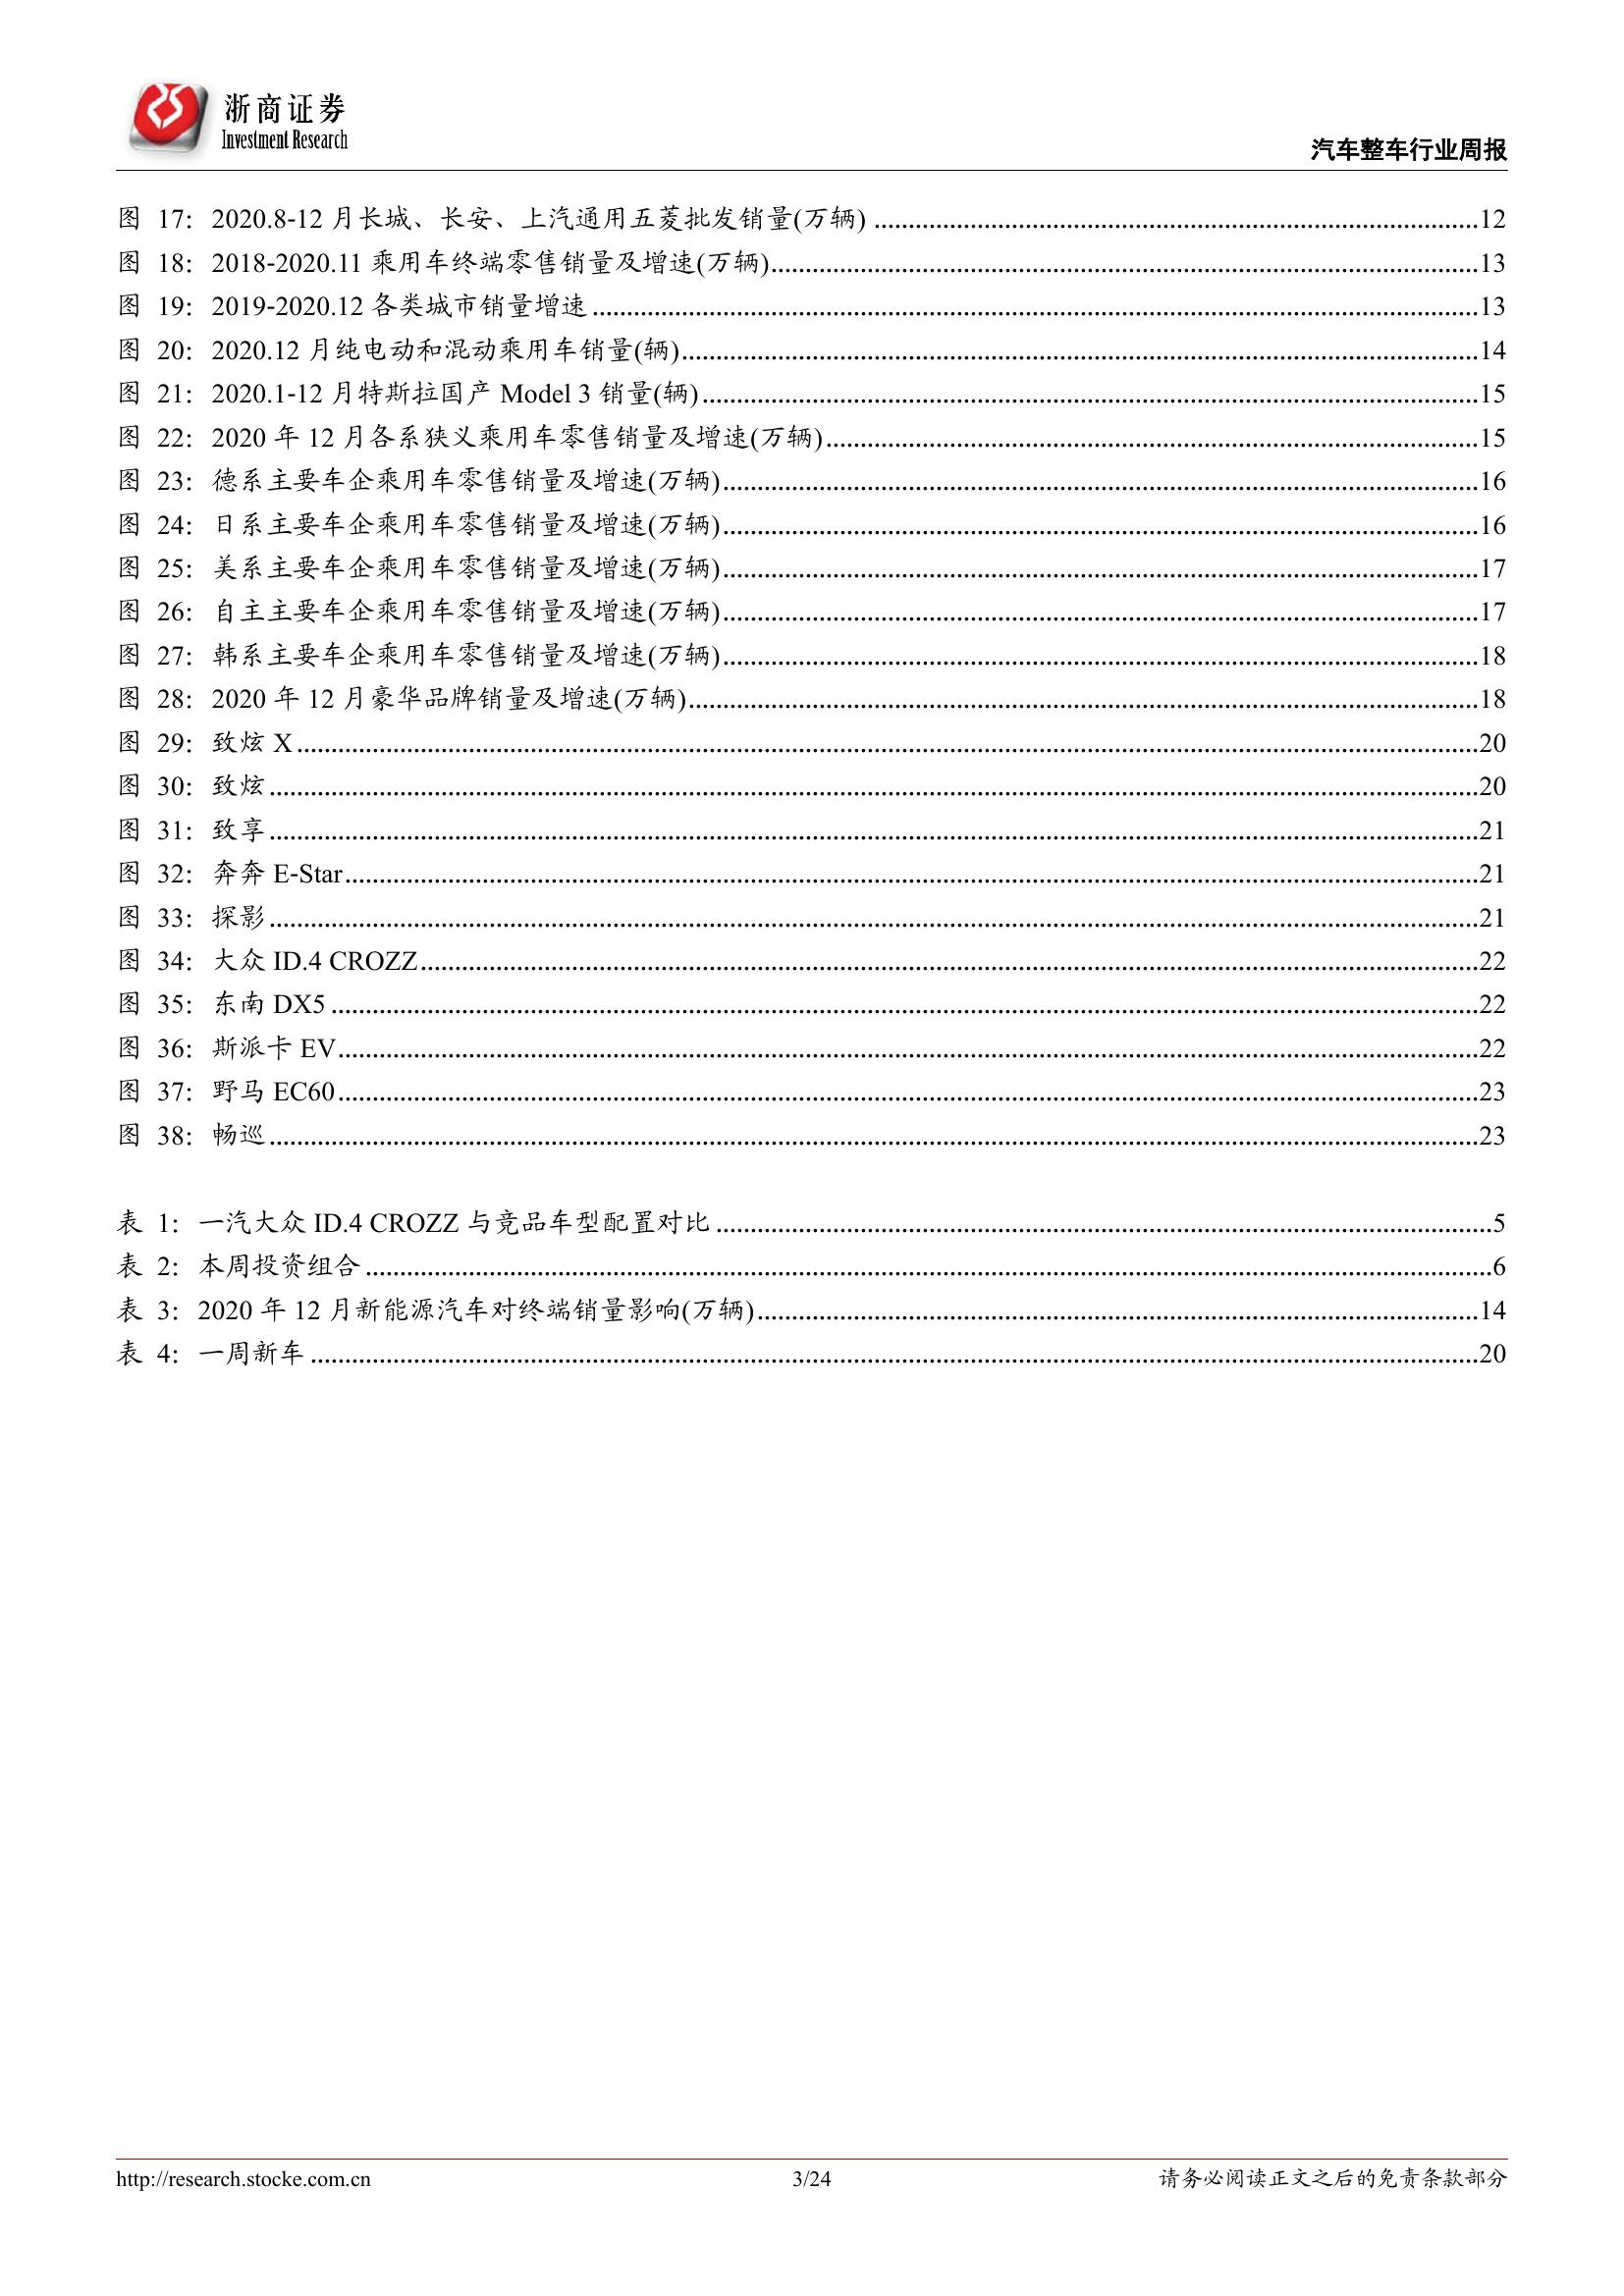 浙商证券
Investment Research
汽车整车行业周报
图 17：2020.8-12 月长城、长安、上汽通用五菱批发销量(万辆)........12
图 18：2018-2020.11 乘用车终端零售销量及增速(万辆)........13
图 19：2019-2020.12 各类城市销量增速........13
图 20：2020.12 月纯电动和混动乘用车销量(辆)........14
图 21：2020.1-12 月特斯拉国产 Model 3 销量(辆)........15
图 22：2020 年 12 月各系狭义乘用车零售销量及增速(万辆)........15
图 23：德系主要车企乘用车零售销量及增速(万辆)........16
图 24：日系主要车企乘用车零售销量及增速(万辆)........16
图 25：美系主要车企乘用车零售销量及增速(万辆)........17
图 26：自主主要车企乘用车零售销量及增速(万辆)........17
图 27：韩系主要车企乘用车零售销量及增速(万辆)........18
图 28：2020 年 12 月豪华品牌销量及增速(万辆)........18
图 29：致炫 X........20
图 30：致炫........20
图 31：致享........21
图 32：奔奔 E-Star........21
图 33：探影........21
图 34：大众 ID.4 CROZZ........22
图 35：东南 DX5........22
图 36：斯派卡 EV........22
图 37：野马 EC60........23
图 38：畅巡........23
表 1：一汽大众 ID.4 CROZZ 与竞品车型配置对比........5
表 2：本周投资组合........6
表 3：2020 年 12 月新能源汽车对终端销量影响(万辆)........14
表 4：一周新车........20
http://research.stocke.com.cn
3/24
请务必阅读正文之后的免责条款部分